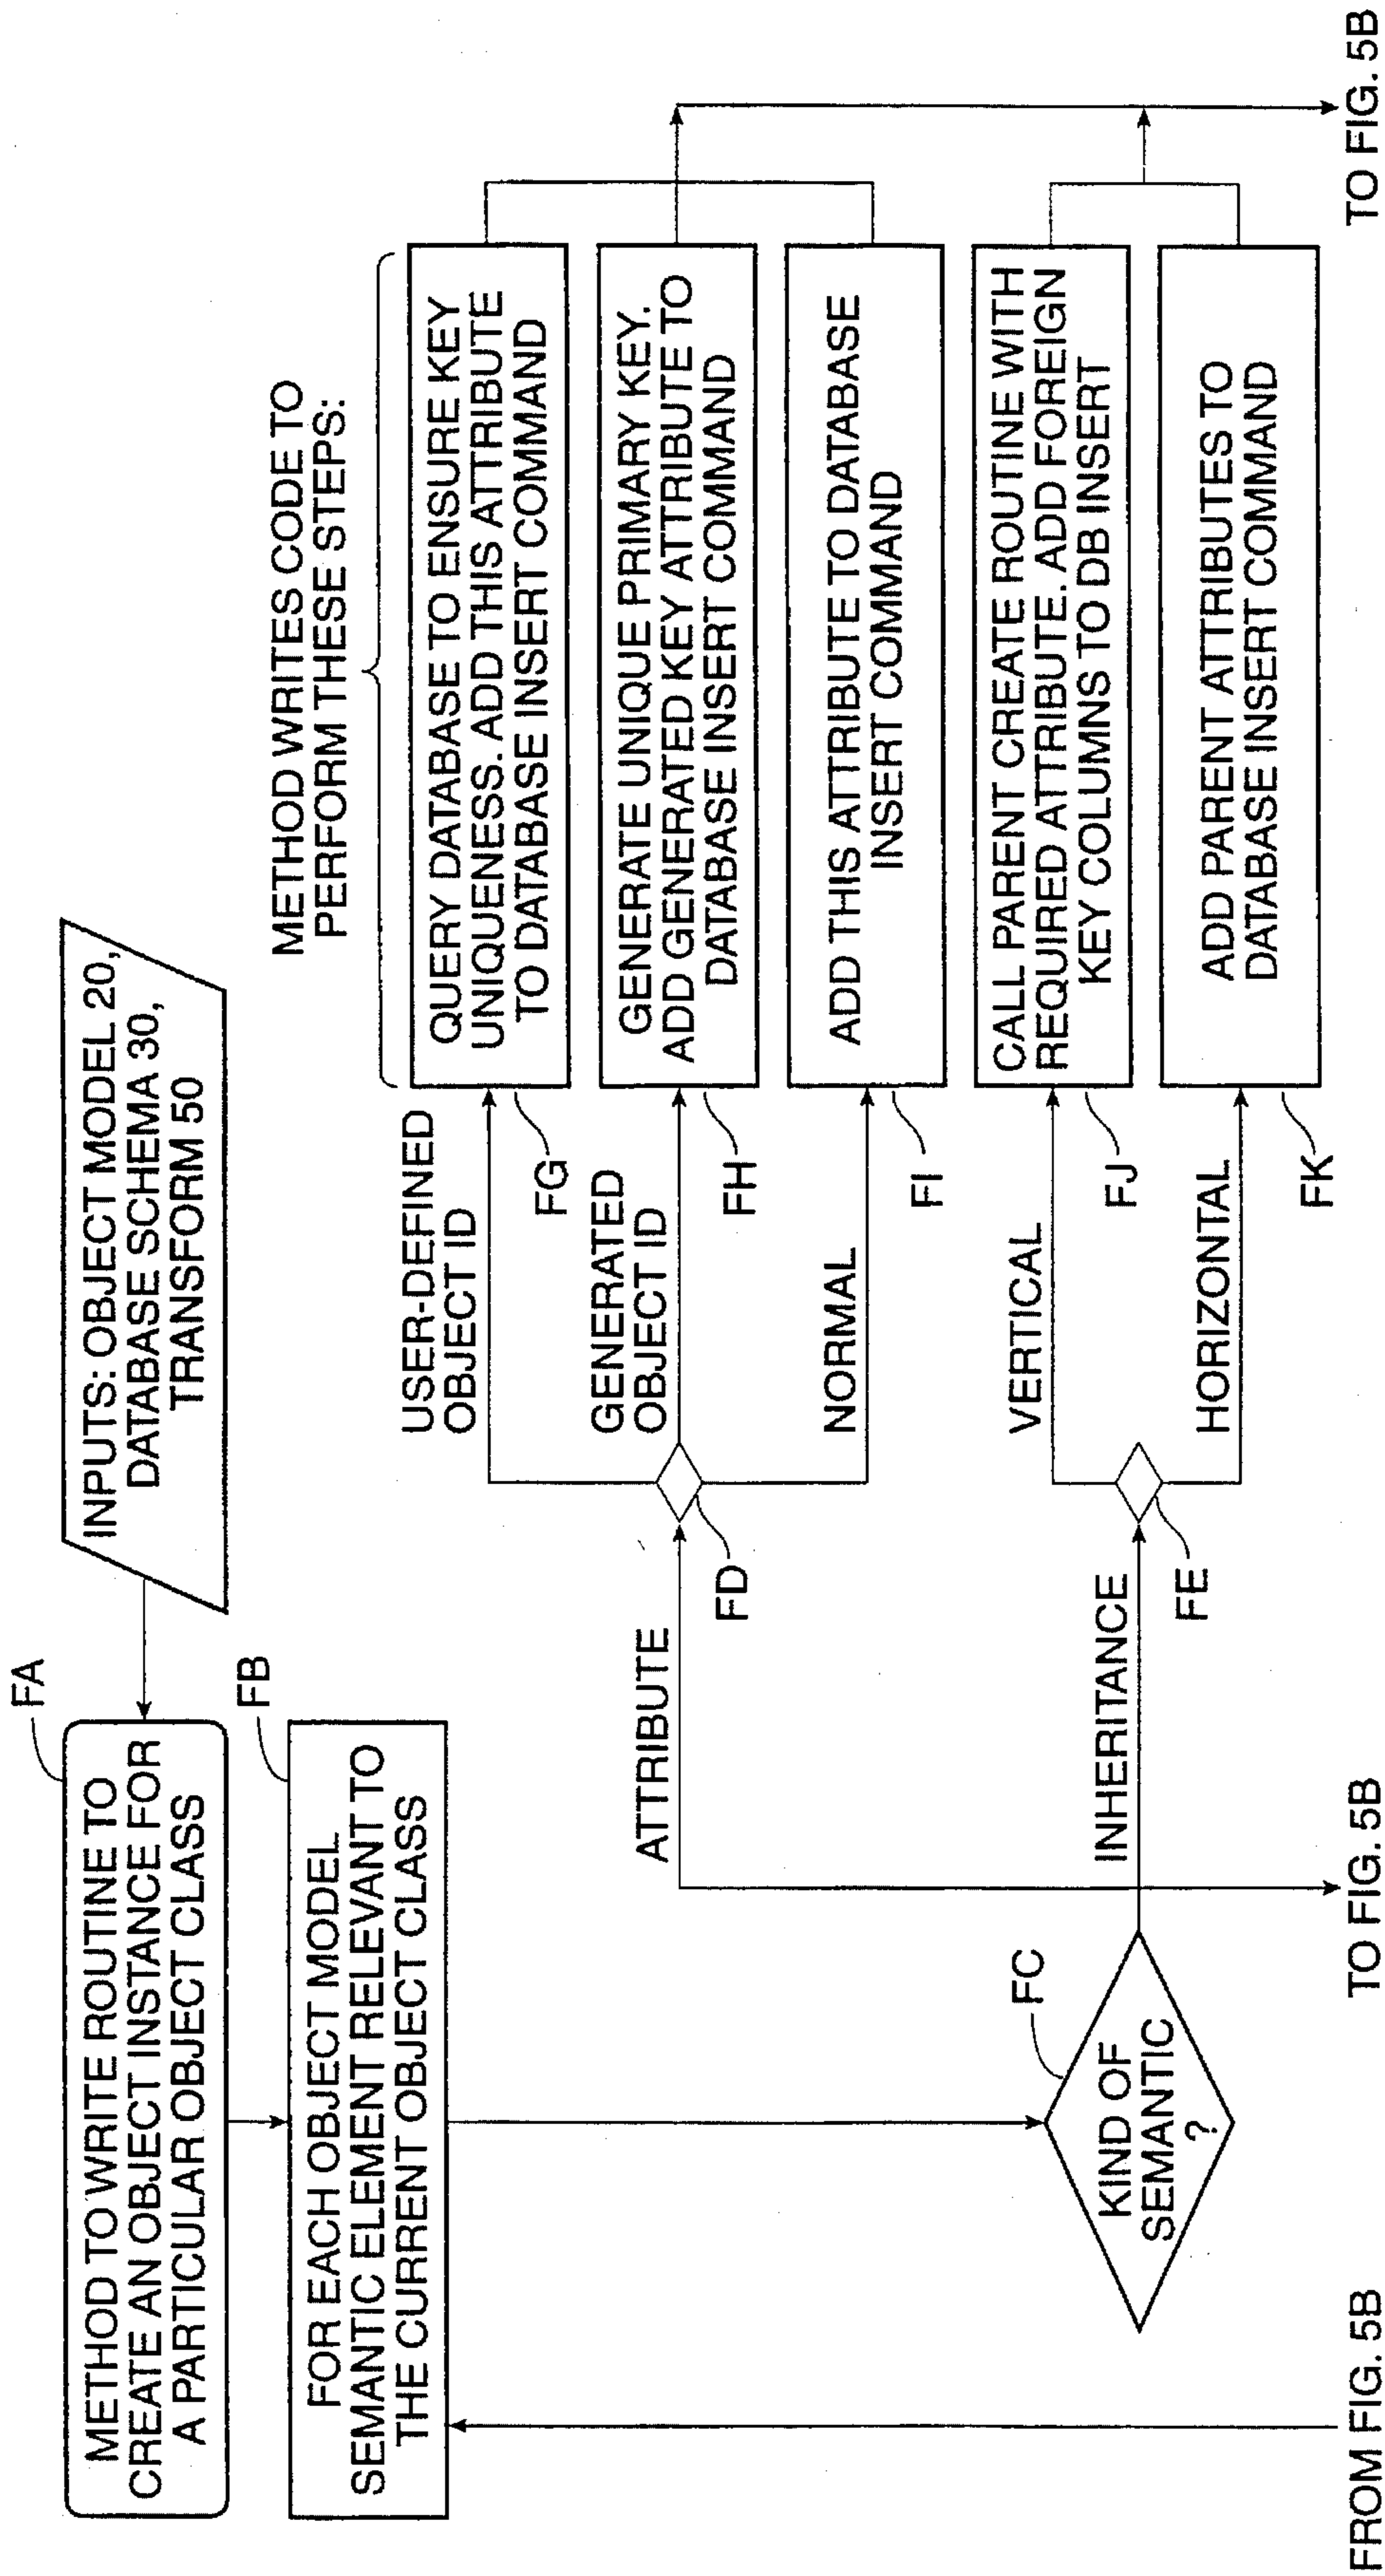 METHOD TO WRITE ROUTINE TO
CREATE AN OBJECT INSTANCE FOR
A PARTICULAR OBJECT CLASS
FA
INPUTS: OBJECT MODEL 20,
DATABASE SCHEMA 30,
TRANSFORM 50
FOR EACH OBJECT MODEL
SEMANTIC ELEMENT RELEVANT TO
THE CURRENT OBJECT CLASS
FB
METHOD WRITES CODE TO
PERFORM THESE STEPS:
USER-DEFINED
OBJECT ID
FG
QUERY DATABASE TO ENSURE KEY
UNIQUENESS. ADD THIS ATTRIBUTE
TO DATABASE INSERT COMMAND
ATTRIBUTE
FD
GENERATED
OBJECT ID
FH
GENERATE UNIQUE PRIMARY KEY.
ADD GENERATED KEY ATTRIBUTE TO
DATABASE INSERT COMMAND
NORMAL
FI
ADD THIS ATTRIBUTE TO DATABASE
INSERT COMMAND
KIND OF
SEMANTIC
?
FC
INHERITANCE
FE
VERTICAL
FJ
CALL PARENT CREATE ROUTINE WITH
REQUIRED ATTRIBUTE. ADD FOREIGN
KEY COLUMNS TO DB INSERT
HORIZONTAL
FK
ADD PARENT ATTRIBUTES TO
DATABASE INSERT COMMAND
FROM FIG. 5B
TO FIG. 5B
TO FIG. 5B